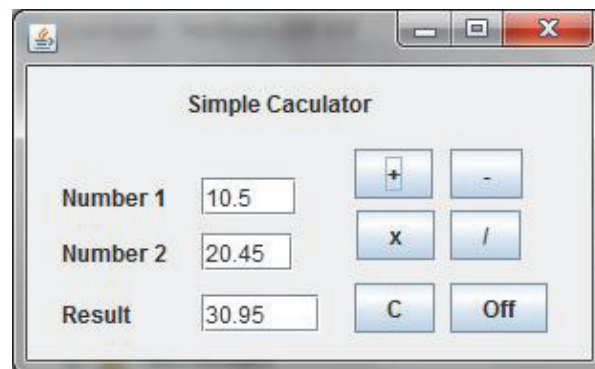 Simple Caculator
+ -
Number 1 10.5
x /
Number 2 20.45
Result 30.95 C Off